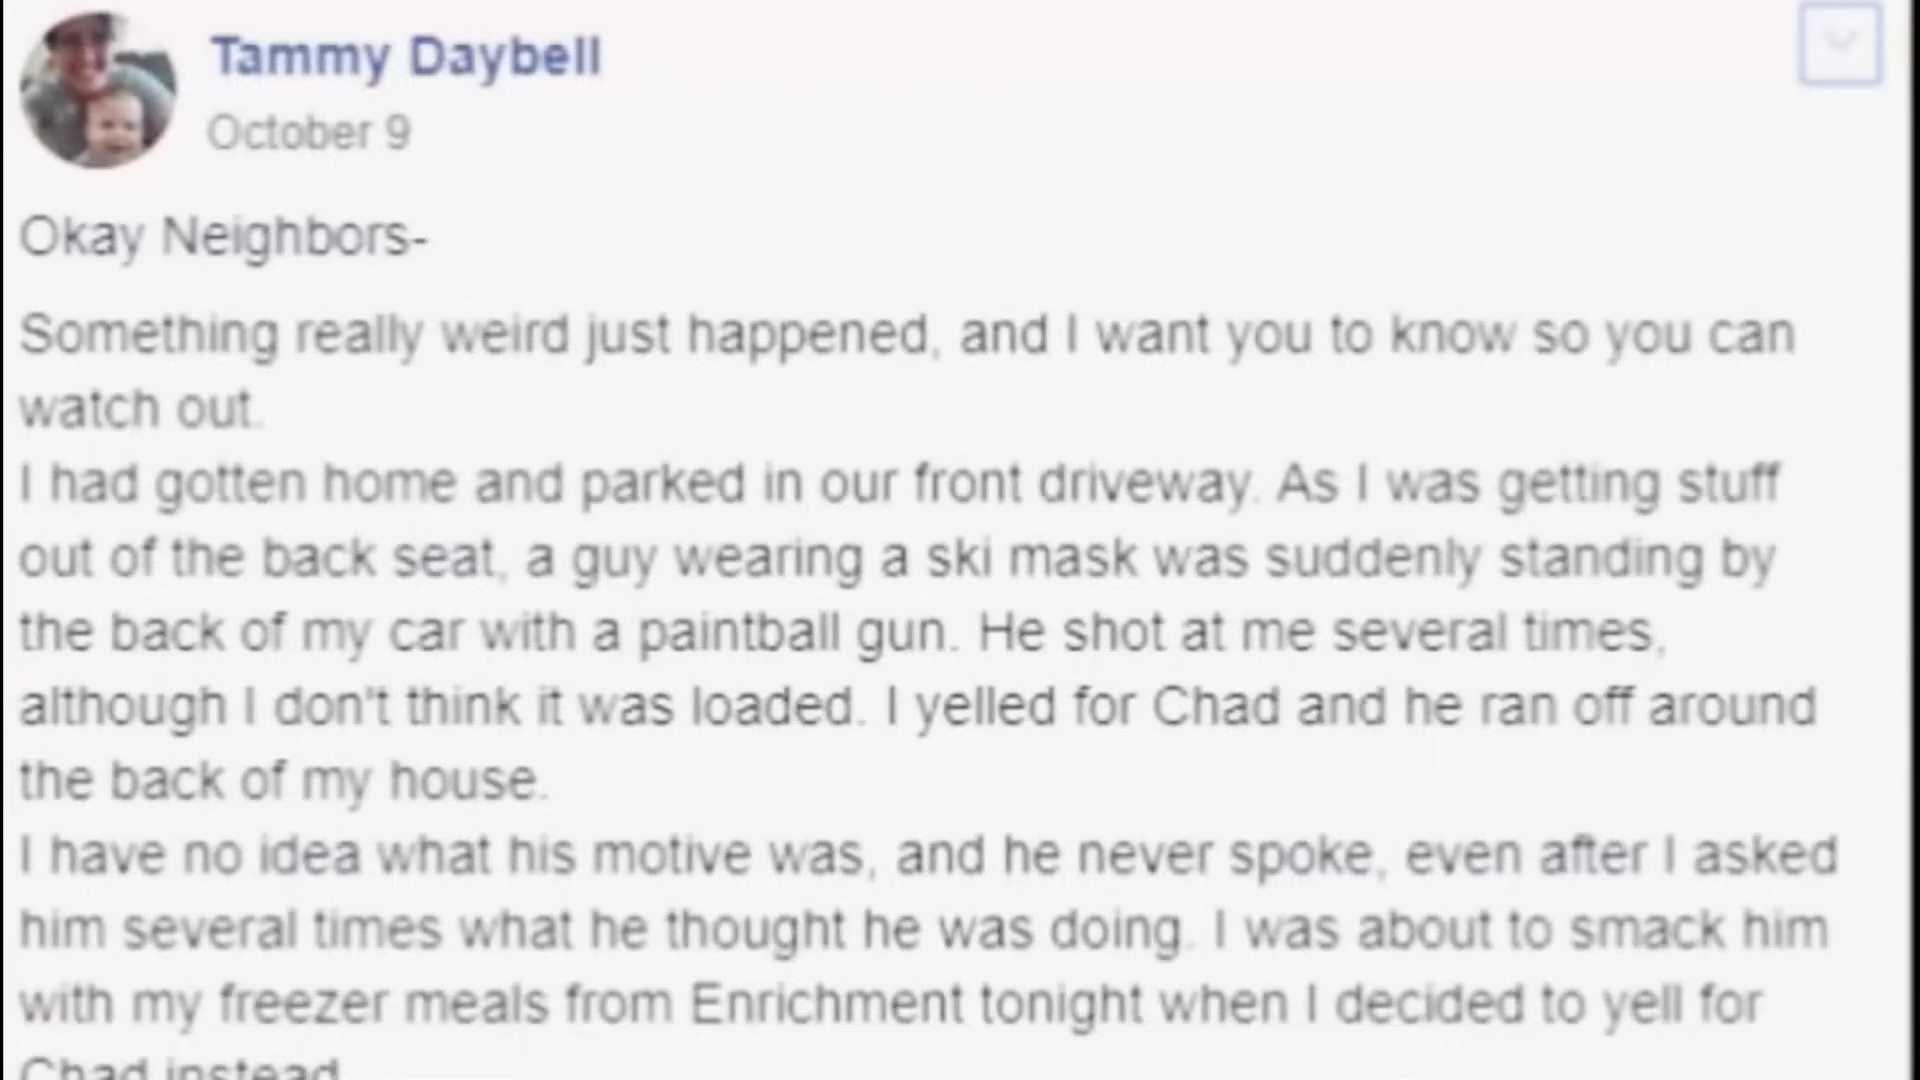 Tammy Daybell
October 9
Okay Neighbors-
Something really weird just happened, and I want you to know so you can
watch out.
I had gotten home and parked in our front driveway. As I was getting stuff
out of the back seat, a guy wearing a ski mask was suddenly standing by
the back of my car with a paintball gun. He shot at me several times,
although I don't think it was loaded. I yelled for Chad and he ran off around
the back of my house.
I have no idea what his motive was, and he never spoke, even after I asked
him several times what he thought he was doing. I was about to smack him
with my freezer meals from Enrichment tonight when I decided to yell for
Chad instead